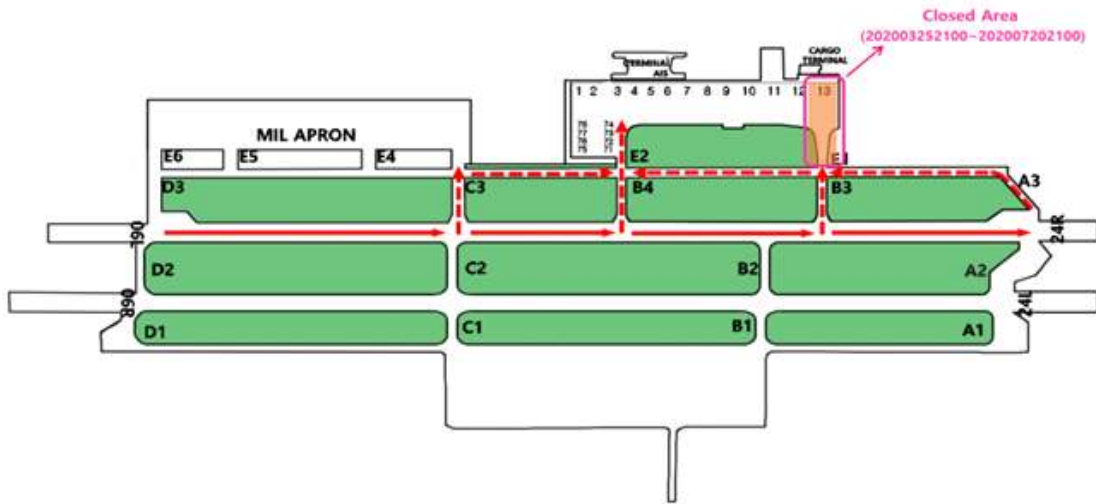 Closed Area
(202003252100~202007202100)
TERMINAL
AIS
CARGO
TERMINAL
1 2 3 4 5 6 7 8 9 10 11 12 13
MIL APRON
E6 E5 E4 E2
D3 C3 B4 B3 A3
06L 24R
D2 C2 B2 A2
06R 24L
D1 C1 B1 A1